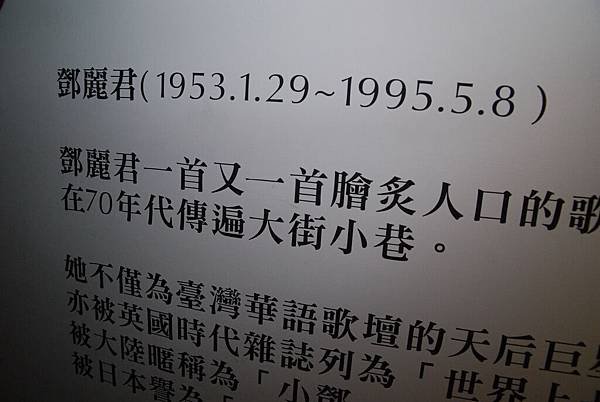 鄧麗君(1953.1.29~1995.5.8 )
鄧麗君一首又一首膾炙人口的歌
在70年代傳遍大街小巷。
她不僅為臺灣華語歌壇的天后巨星
亦被英國時代雜誌列為「世界上
被大陸暱稱為「小鄧
被日本譽為「